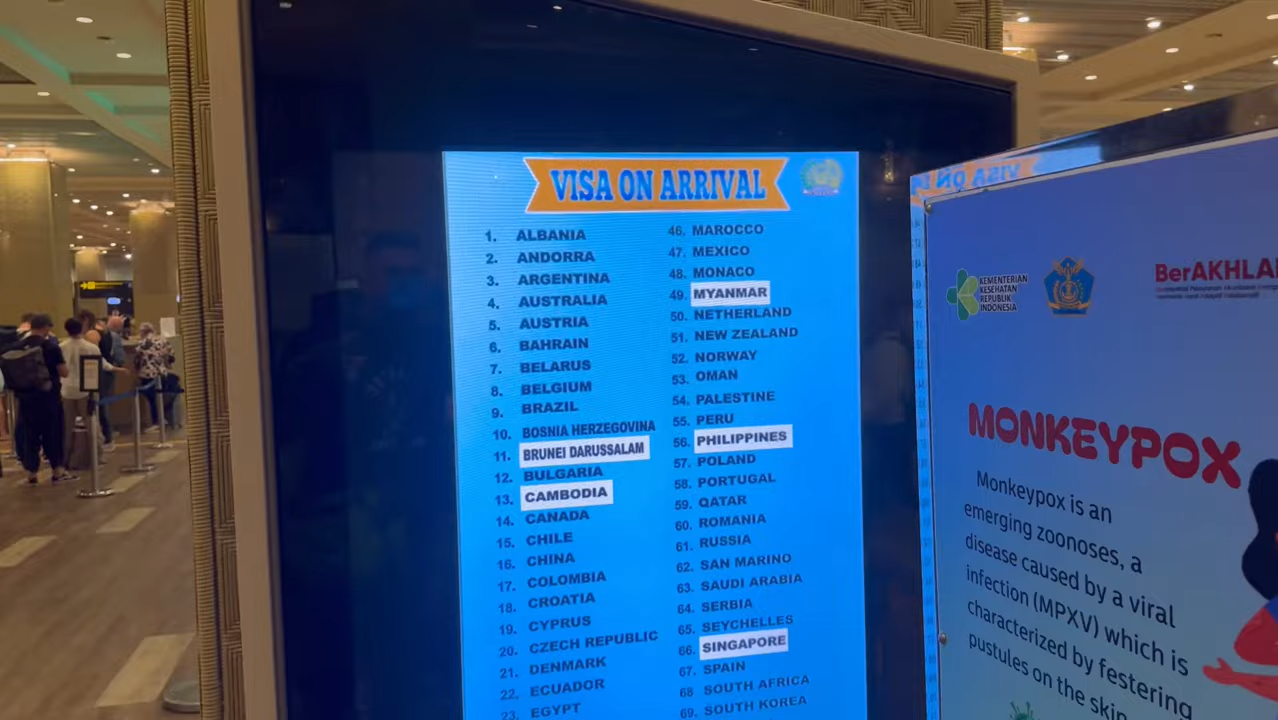 VISA ON ARRIVAL
1. ALBANIA
2. ANDORRA
3. ARGENTINA
4. AUSTRALIA
5. AUSTRIA
6. BAHRAIN
7. BELARUS
8. BELGIUM
9. BRAZIL
10. BOSNIA HERZEGOVINA
11. BRUNEI DARUSSALAM
12. BULGARIA
13. CAMBODIA
14. CANADA
15. CHILE
16. CHINA
17. COLOMBIA
18. CROATIA
19. CYPRUS
20. CZECH REPUBLIC
21. DENMARK
22. ECUADOR
23. EGYPT
46. MAROCCO
47. MEXICO
48. MONACO
49. MYANMAR
50. NETHERLAND
51. NEW ZEALAND
52. NORWAY
53. OMAN
54. PALESTINE
55. PERU
56. PHILIPPINES
57. POLAND
58. PORTUGAL
59. QATAR
60. ROMANIA
61. RUSSIA
62. SAN MARINO
63. SAUDI ARABIA
64. SERBIA
65. SEYCHELLES
66. SINGAPORE
67. SPAIN
68 SOUTH AFRICA
69. SOUTH KOREA
KEMENTERIAN
KESEHATAN
REPUBLIK
INDONESIA
BerAKHLA
MONKEYPOX
Monkeypox is an
emerging zoonoses, a
disease caused by a viral
infection (MPXV) which is
characterized by festering
pustules on the skin